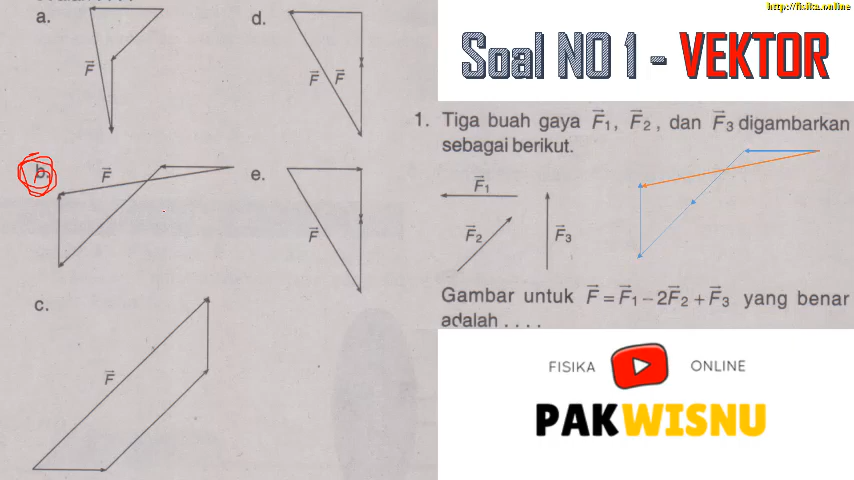 http://fisika.online
a.
F
d.
F F
b.
F
e.
F
c.
F
Soal NO 1 - VEKTOR
1. Tiga buah gaya F1, F2, dan F3 digambarkan
sebagai berikut.
F1
F2
F3
Gambar untuk F = F1 − 2F2 + F3 yang benar
adalah . . . .
FISIKA ONLINE
PAKWISNU